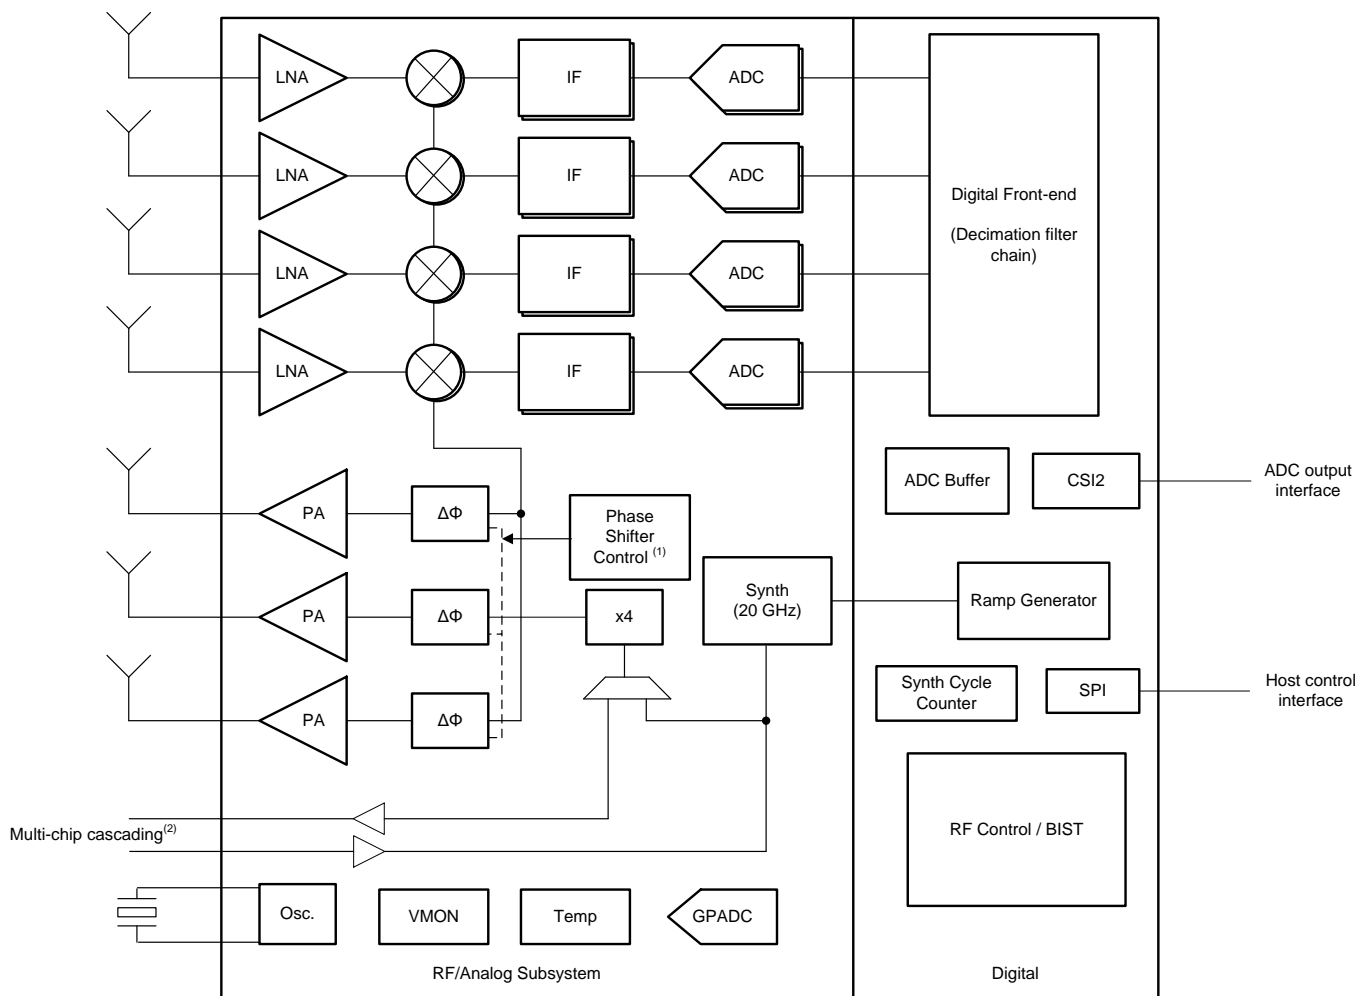 LNA
IF
ADC
LNA
IF
ADC
LNA
IF
ADC
LNA
IF
ADC
Digital Front-end
(Decimation filter
chain)
PA
ΔΦ
Phase
Shifter
Control (1)
ADC Buffer
CSI2
ADC output
interface
PA
ΔΦ
x4
Synth
(20 GHz)
Ramp Generator
PA
ΔΦ
Synth Cycle
Counter
SPI
Host control
interface
Multi-chip cascading(2)
RF Control / BIST
Osc.
VMON
Temp
GPADC
RF/Analog Subsystem
Digital